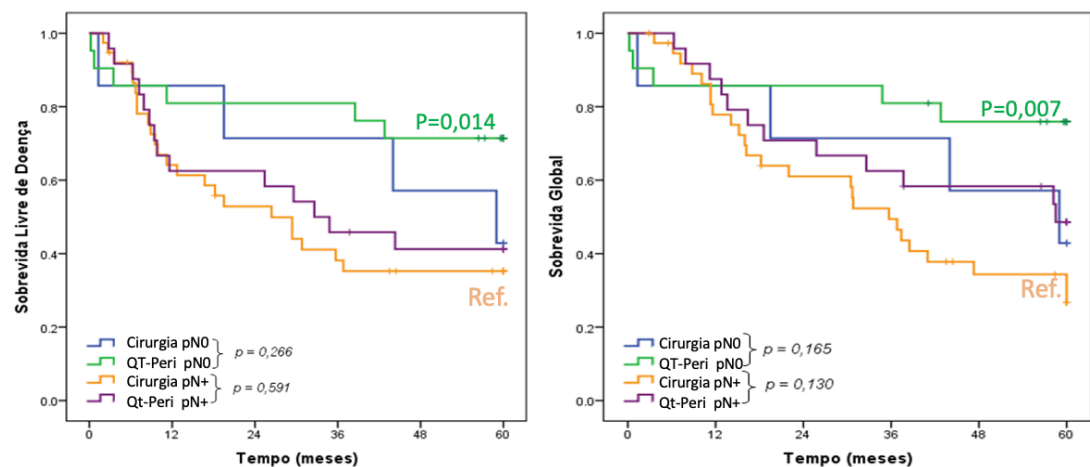 Sobrevida Livre de Doença
1.0
0.8
0.6
0.4
0.2
0.0
P=0,014
Ref.
Cirurgia pN0
QT-Peri pN0
p = 0,266
Cirurgia pN+
Qt-Peri pN+
p = 0,591
0 12 24 36 48 60
Tempo (meses)
Sobrevida Global
1.0
0.8
0.6
0.4
0.2
0.0
P=0,007
Ref.
Cirurgia pN0
QT-Peri pN0
p = 0,165
Cirurgia pN+
Qt-Peri pN+
p = 0,130
0 12 24 36 48 60
Tempo (meses)